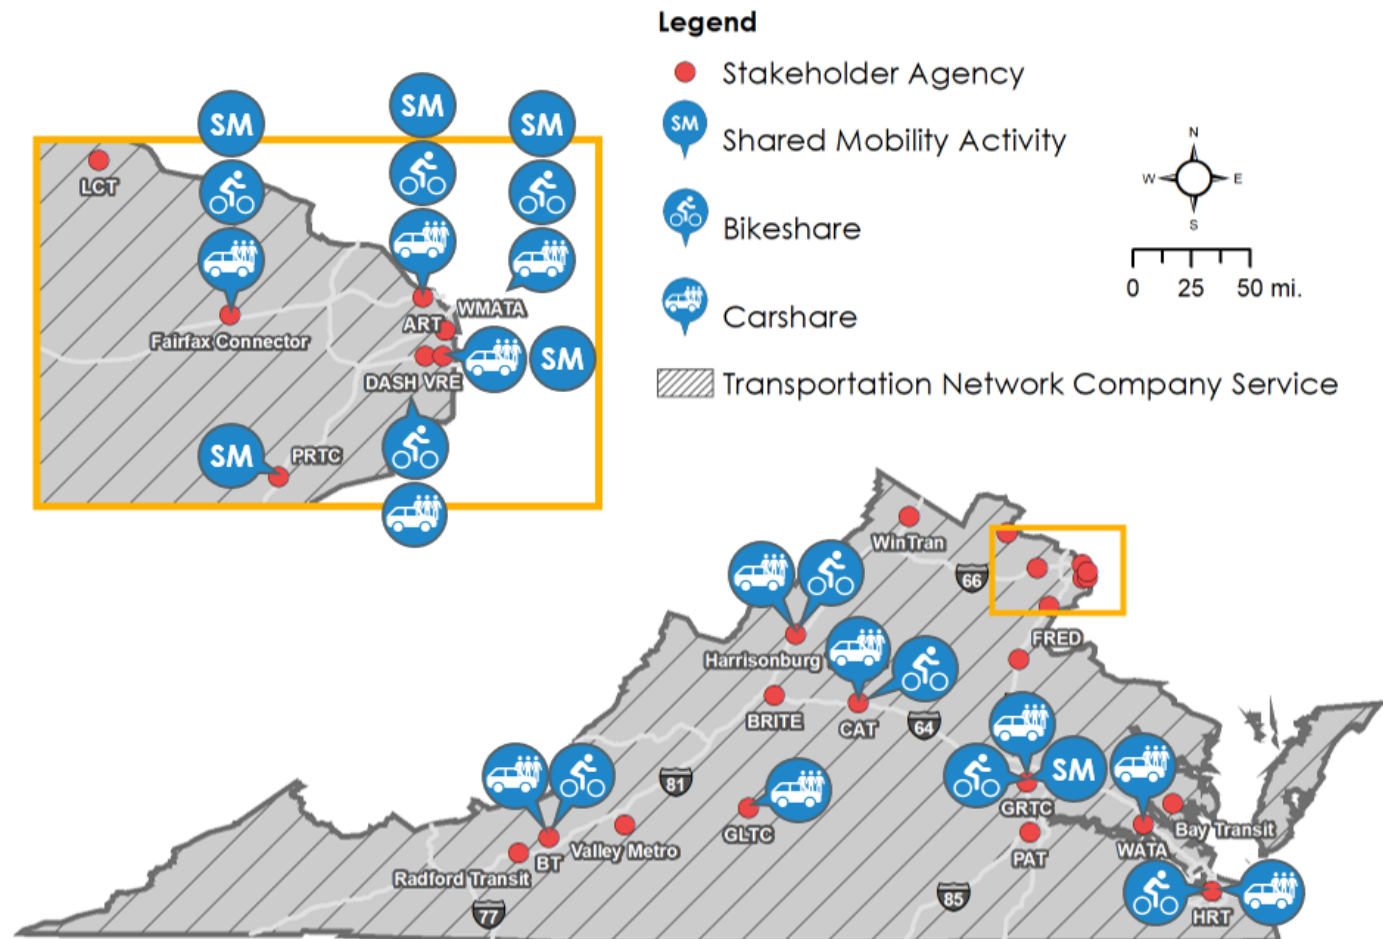 Legend
Stakeholder Agency
SM
Shared Mobility Activity
Bikeshare
Carshare
Transportation Network Company Service
N
W
E
S
0 25 50 mi.
SM
SM
SM
LCT
WMATA
ART
Fairfax Connector
SM
DASH VRE
SM
PRTC
WinTran
66
FRED
Harrisonburg
BRITE
CAT
64
81
SM
GRTC
GLTC
Bay Transit
WATA
PAT
Valley Metro
BT
Radford Transit
77
85
HRT